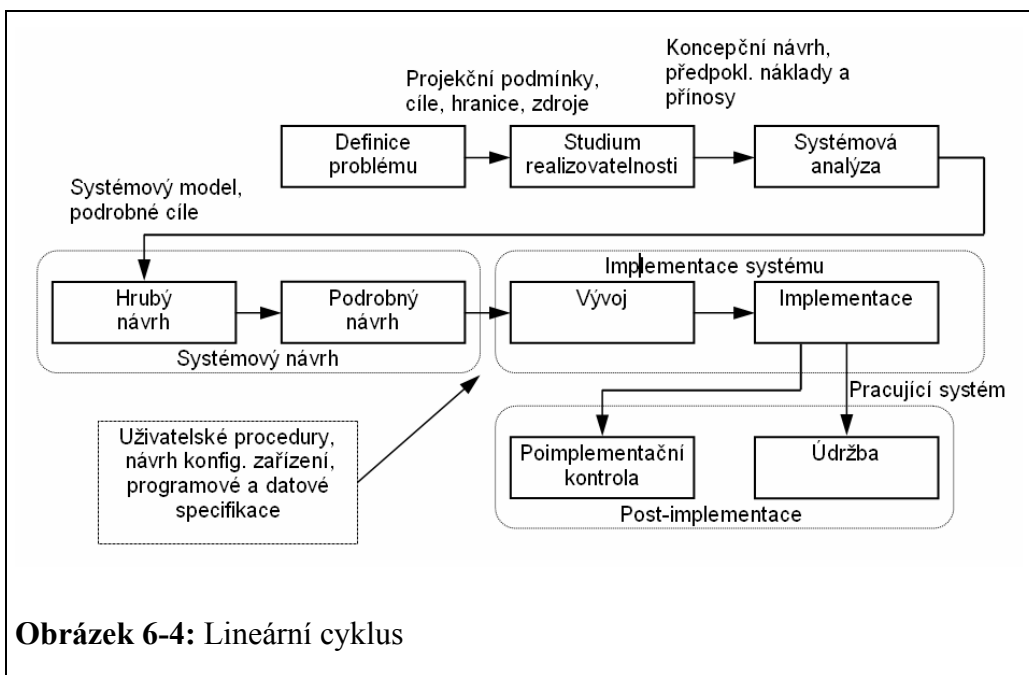 Koncepční návrh,
předpokl. náklady a
přínosy
Projekční podmínky,
cíle, hranice, zdroje
Definice
problému
Studium
realizovatelnosti
Systémová
analýza
Systémový model,
podrobné cíle
Implementace systému
Hrubý
návrh
Podrobný
návrh
Vývoj
Implementace
Systémový návrh
Pracující systém
Uživatelské procedury,
návrh konfig. zařízení,
programové a datové
specifikace
Poimplementační
kontrola
Údržba
Post-implementace
Obrázek 6-4: Lineární cyklus